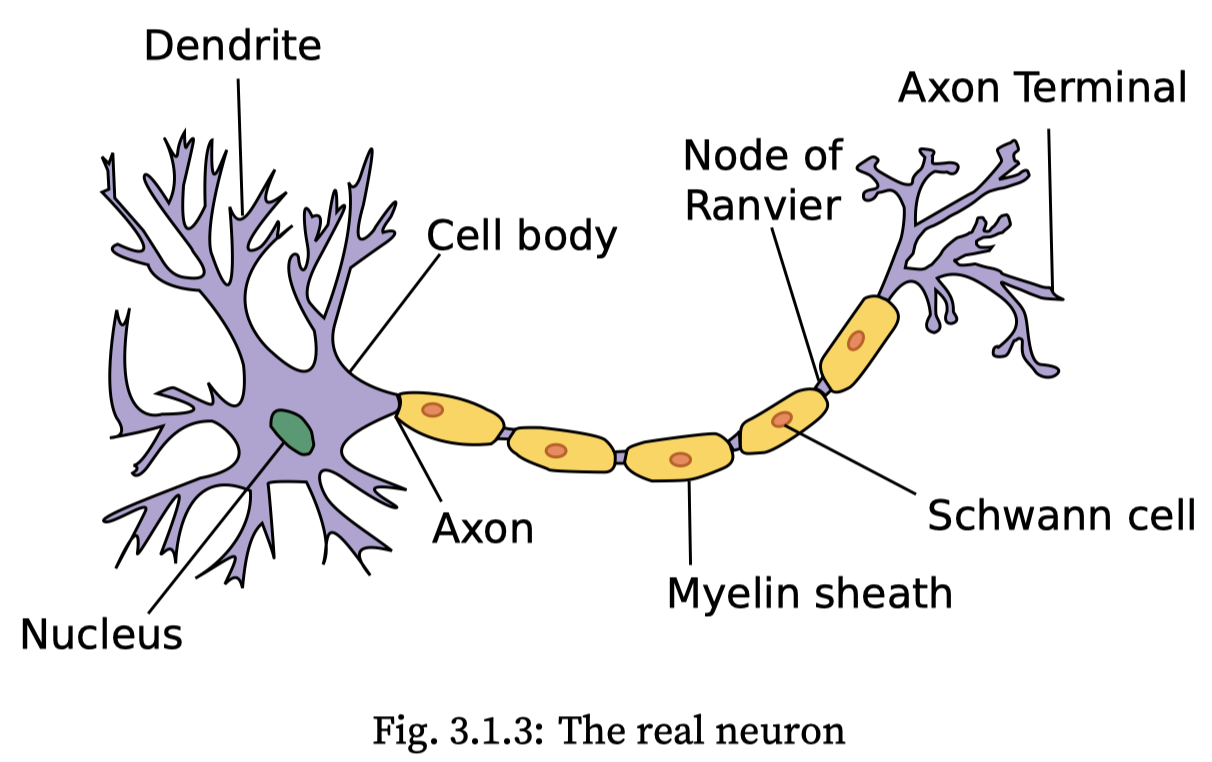 Dendrite
Axon Terminal
Node of
Ranvier
Cell body
Axon
Schwann cell
Myelin sheath
Nucleus
Fig. 3.1.3: The real neuron